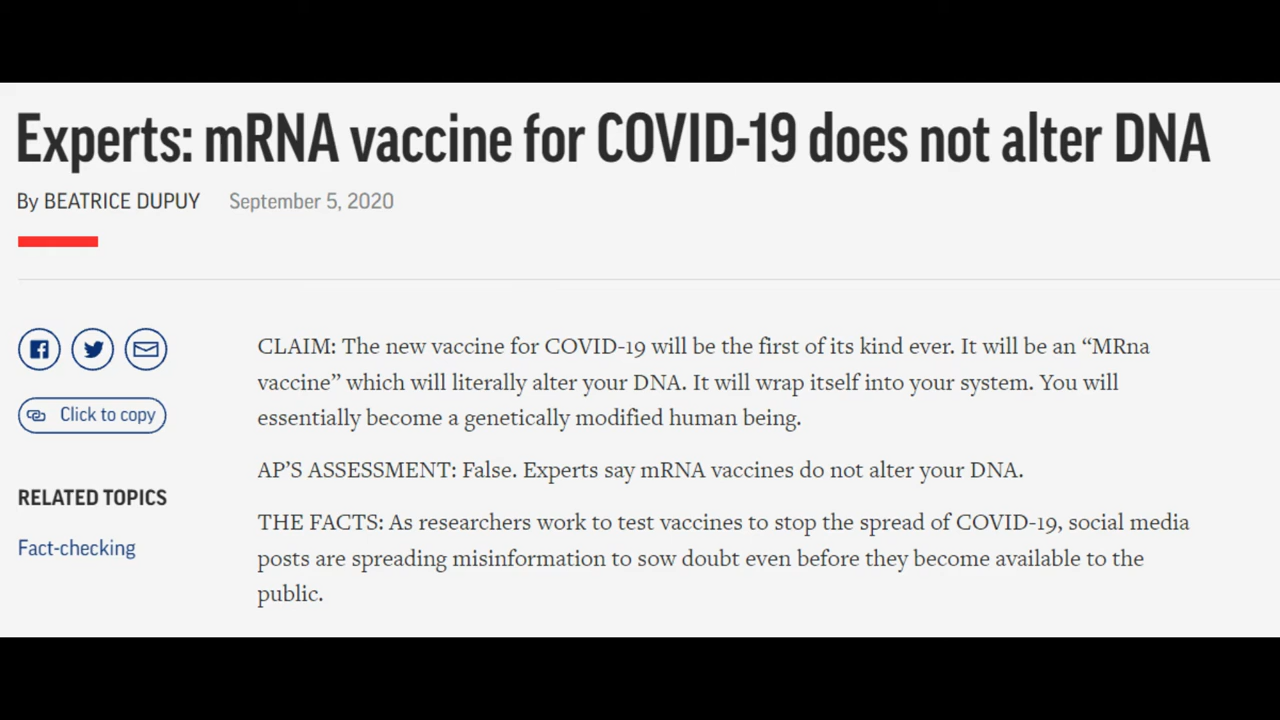 Experts: mRNA vaccine for COVID-19 does not alter DNA
By BEATRICE DUPUY September 5, 2020
Click to copy
RELATED TOPICS
Fact-checking
CLAIM: The new vaccine for COVID-19 will be the first of its kind ever. It will be an “MRna
vaccine” which will literally alter your DNA. It will wrap itself into your system. You will
essentially become a genetically modified human being.
AP’S ASSESSMENT: False. Experts say mRNA vaccines do not alter your DNA.
THE FACTS: As researchers work to test vaccines to stop the spread of COVID-19, social media
posts are spreading misinformation to sow doubt even before they become available to the
public.